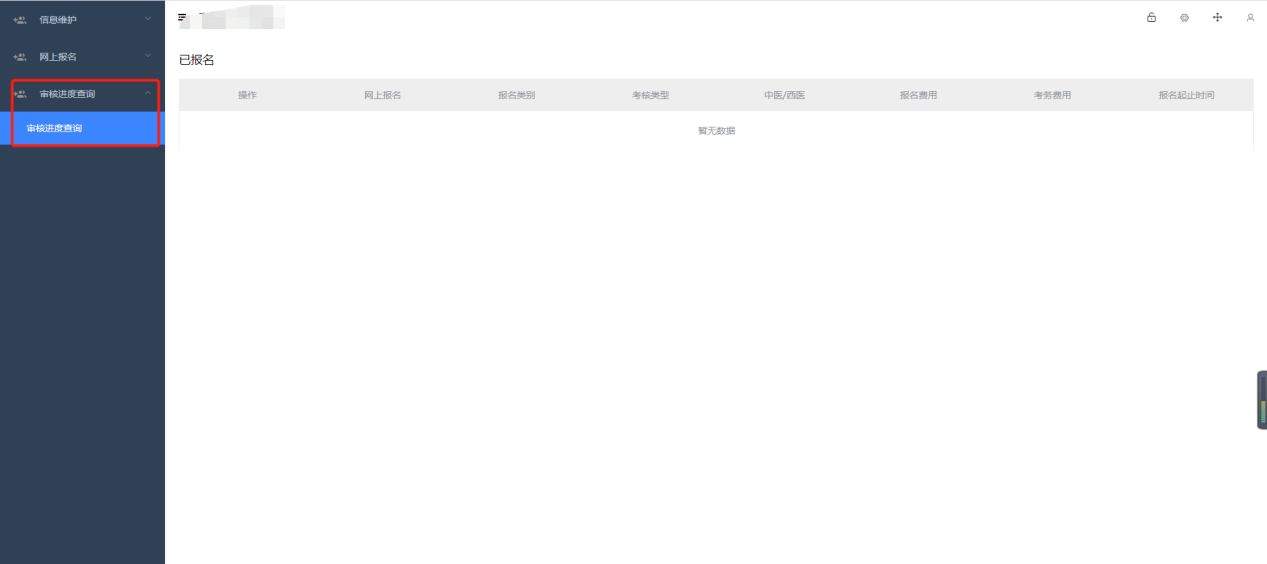 信息维护
网上报名
审核进度查询
审核进度查询
已报名
操作 网上报名 报名类别 考核类型 中医/西医 报名费用 考务费用 报名起止时间
暂无数据